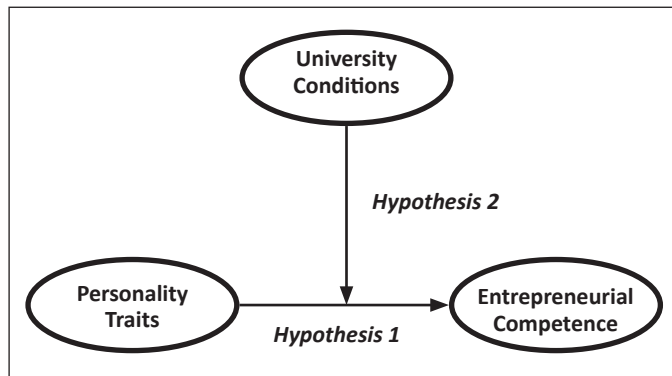 University
Conditions
Hypothesis 2
Personality
Traits
Entrepreneurial
Competence
Hypothesis 1